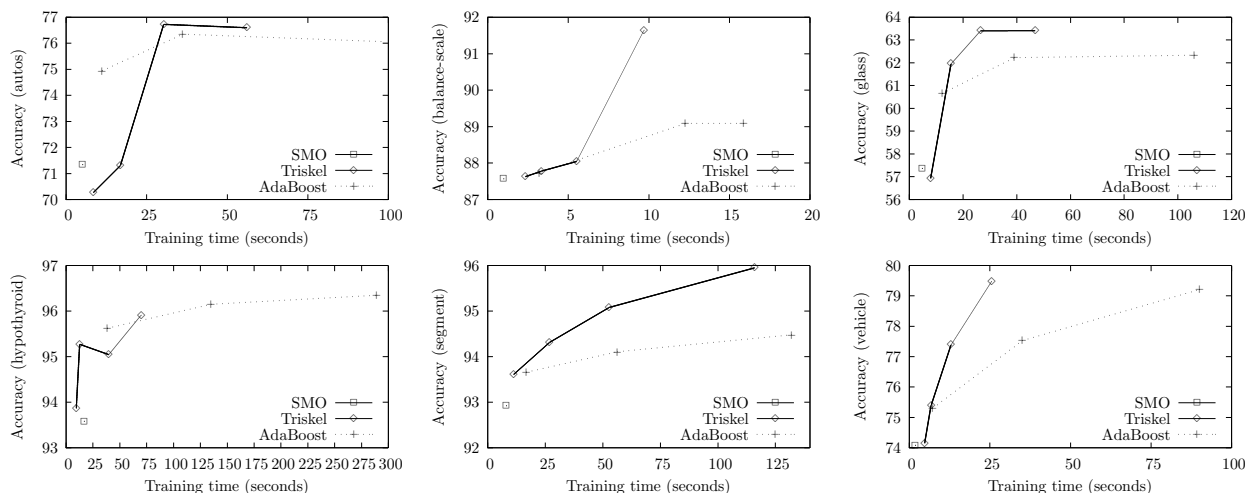 Accuracy (autos)
77
76
75
74
73
72
71
70
SMO
Triskel
AdaBoost
0 20 40 60 80 100
Training time (seconds)
Accuracy (balance-scale)
92
91
90
89
88
87
SMO
Triskel
AdaBoost
0 5 10 15 20
Training time (seconds)
Accuracy (glass)
64
63
62
61
60
59
58
57
56
SMO
Triskel
AdaBoost
0 20 40 60 80 100 120
Training time (seconds)
Accuracy (hypothyroid)
97
96
95
94
93
SMO
Triskel
AdaBoost
0 25 50 75 100 125 150 175 200 225 250 275 300
Training time (seconds)
Accuracy (segment)
96
95
94
93
92
SMO
Triskel
AdaBoost
0 25 50 75 100 125
Training time (seconds)
Accuracy (vehicle)
80
79
78
77
76
75
74
SMO
Triskel
AdaBoost
0 25 50 75 100
Training time (seconds)